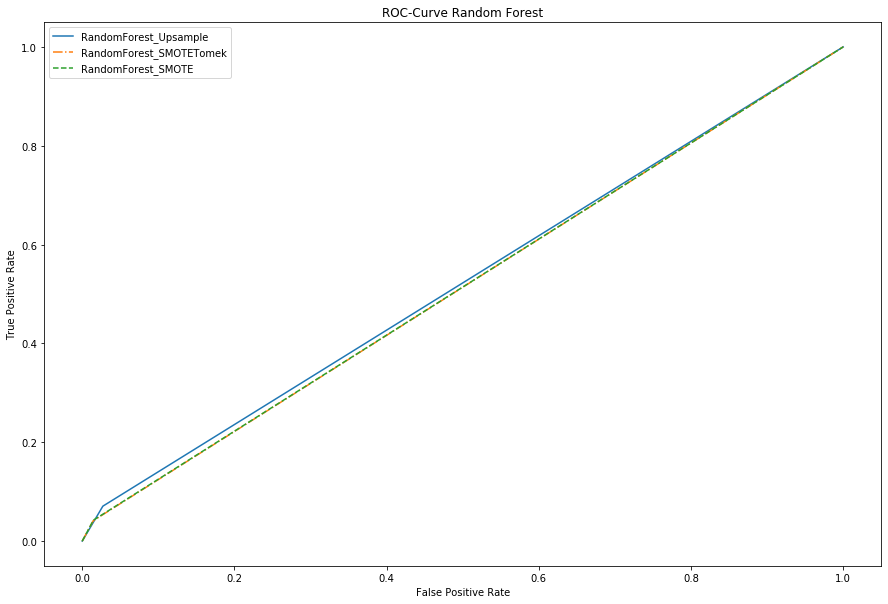 ROC-Curve Random Forest
RandomForest_Upsample
RandomForest_SMOTETomek
RandomForest_SMOTE
True Positive Rate
1.0
0.8
0.6
0.4
0.2
0.0
0.0 0.2 0.4 0.6 0.8 1.0
False Positive Rate